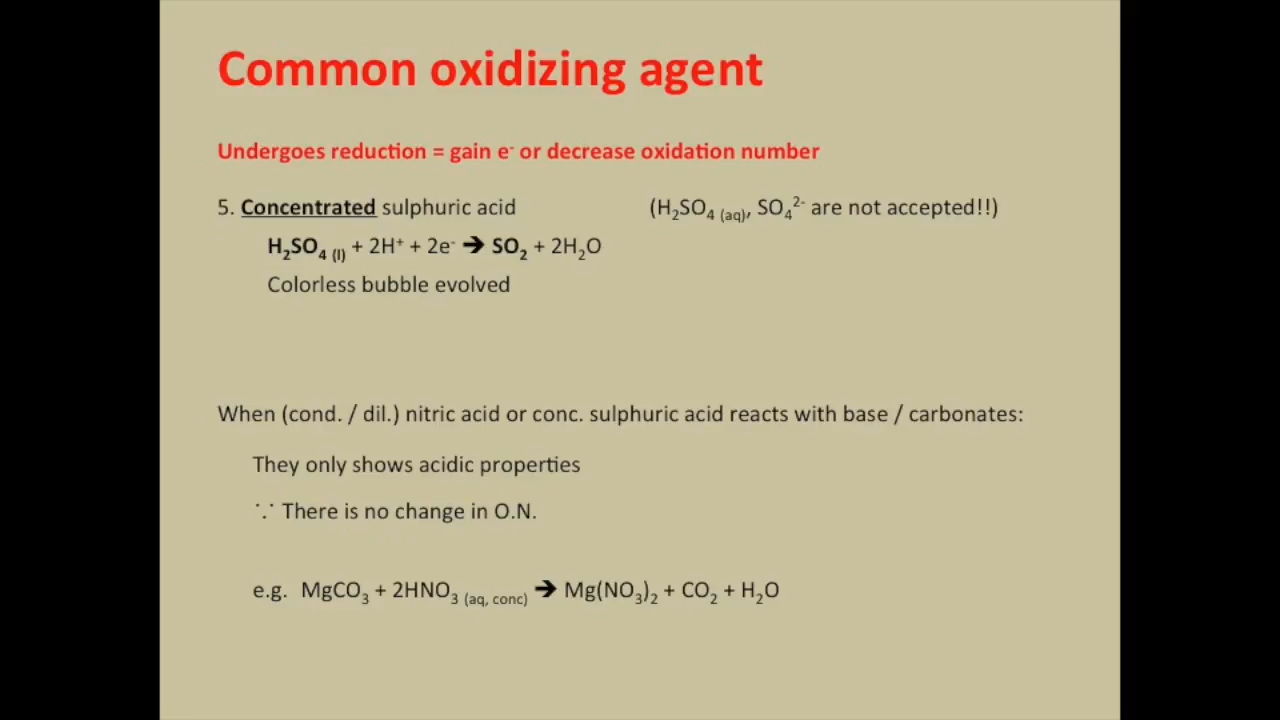 Common oxidizing agent
Undergoes reduction = gain e⁻ or decrease oxidation number
5. Concentrated sulphuric acid (H₂SO₄ ₍aq₎, SO₄²⁻ are not accepted!!)
H₂SO₄ ₍l₎ + 2H⁺ + 2e⁻ ➔ SO₂ + 2H₂O
Colorless bubble evolved
When (cond. / dil.) nitric acid or conc. sulphuric acid reacts with base / carbonates:
They only shows acidic properties
∵ There is no change in O.N.
e.g. MgCO₃ + 2HNO₃ (aq, conc) ➔ Mg(NO₃)₂ + CO₂ + H₂O